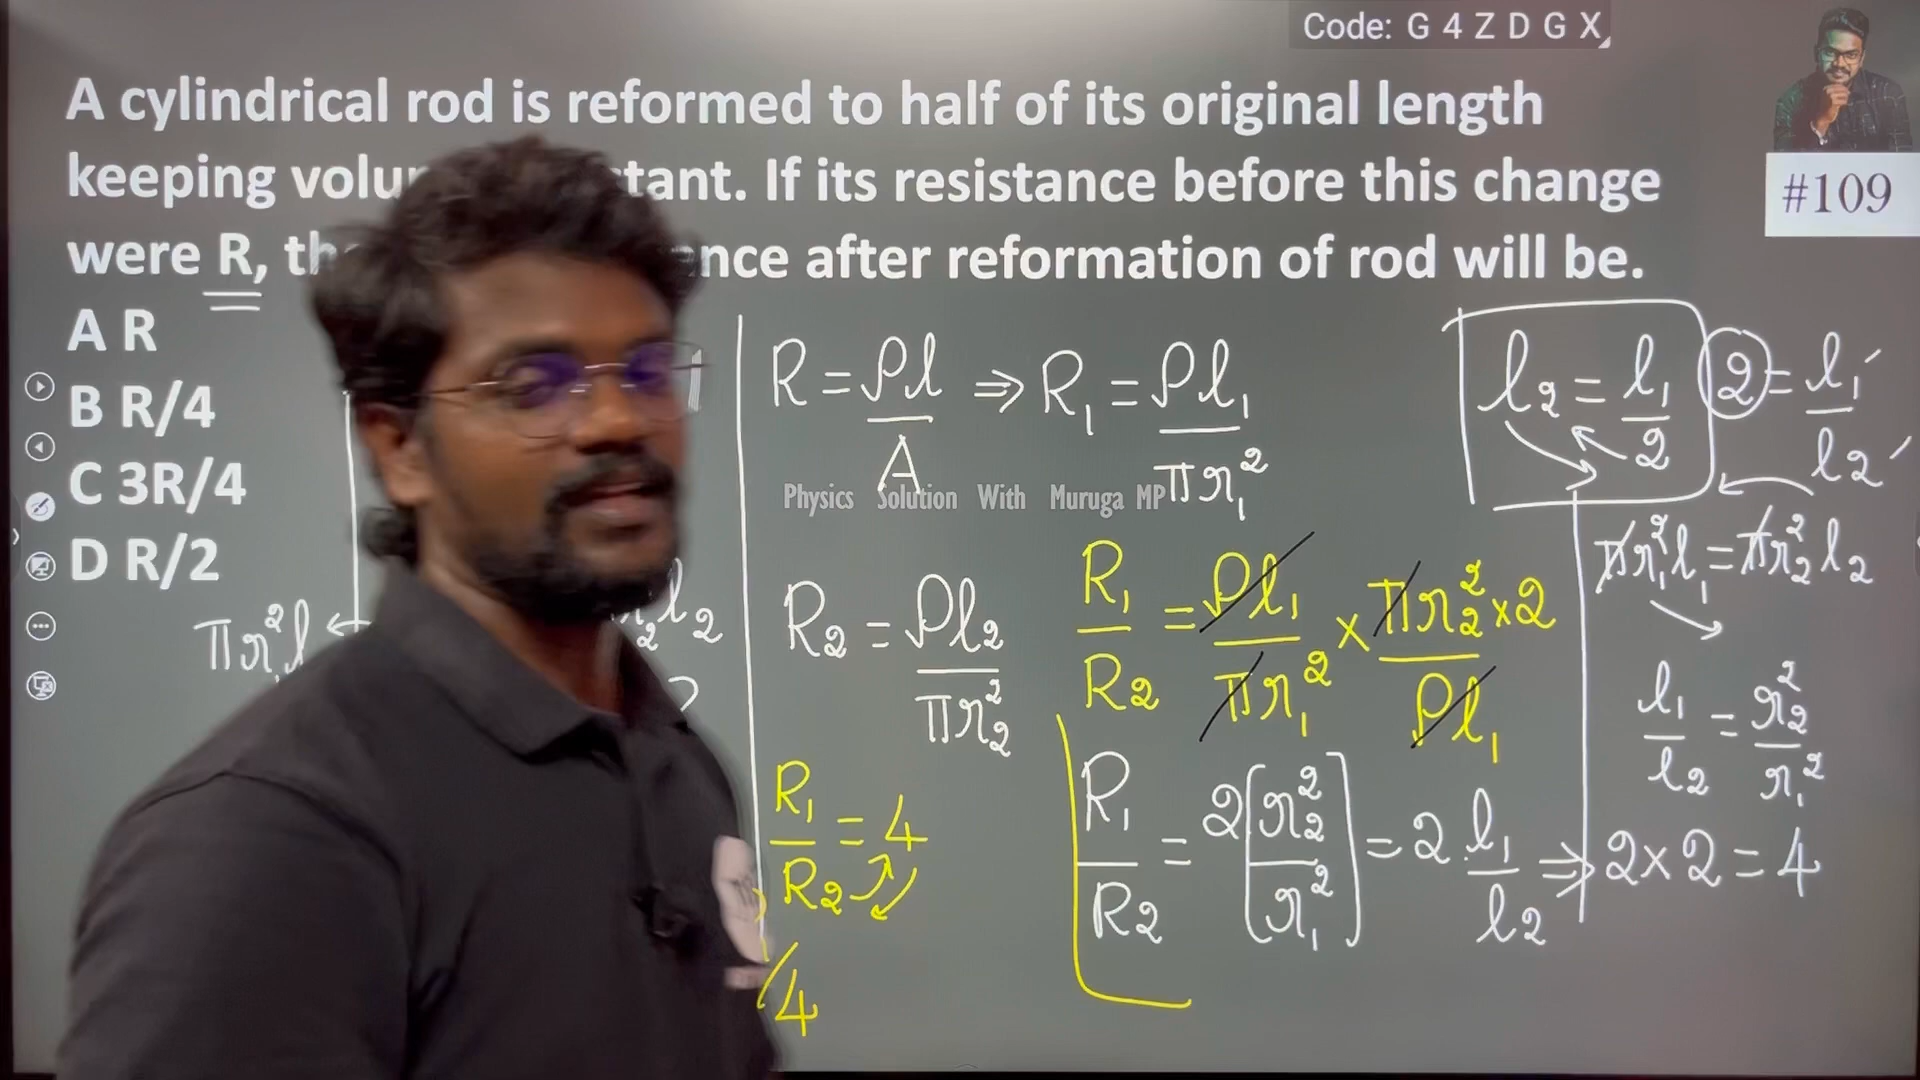 Code: G 4 Z D G X
A cylindrical rod is reformed to half of its original length
keeping volu tant. If its resistance before this change
were R, th nce after reformation of rod will be.
#109
A R
B R/4
C 3R/4
D R/2
R = ρl/A ⇒ R₁ = ρl₁/πr₁²
l₂ = l₁/2
2 = l₁/l₂
Physics Solution With Muruga MP
πr₁²l₁ = πr₂²l₂
πr₁²l
l₂
R₂ = ρl₂/πr₂²
R₁/R₂ = ρl₁/πr₁² × πr₂² × 2/ρl₁
l₁/l₂ = r₂²/r₁²
R₁/R₂ = 4
R₁/R₂ = 2[r₂²/r₁²] = 2 l₁/l₂ ⇒ 2 × 2 = 4
/4